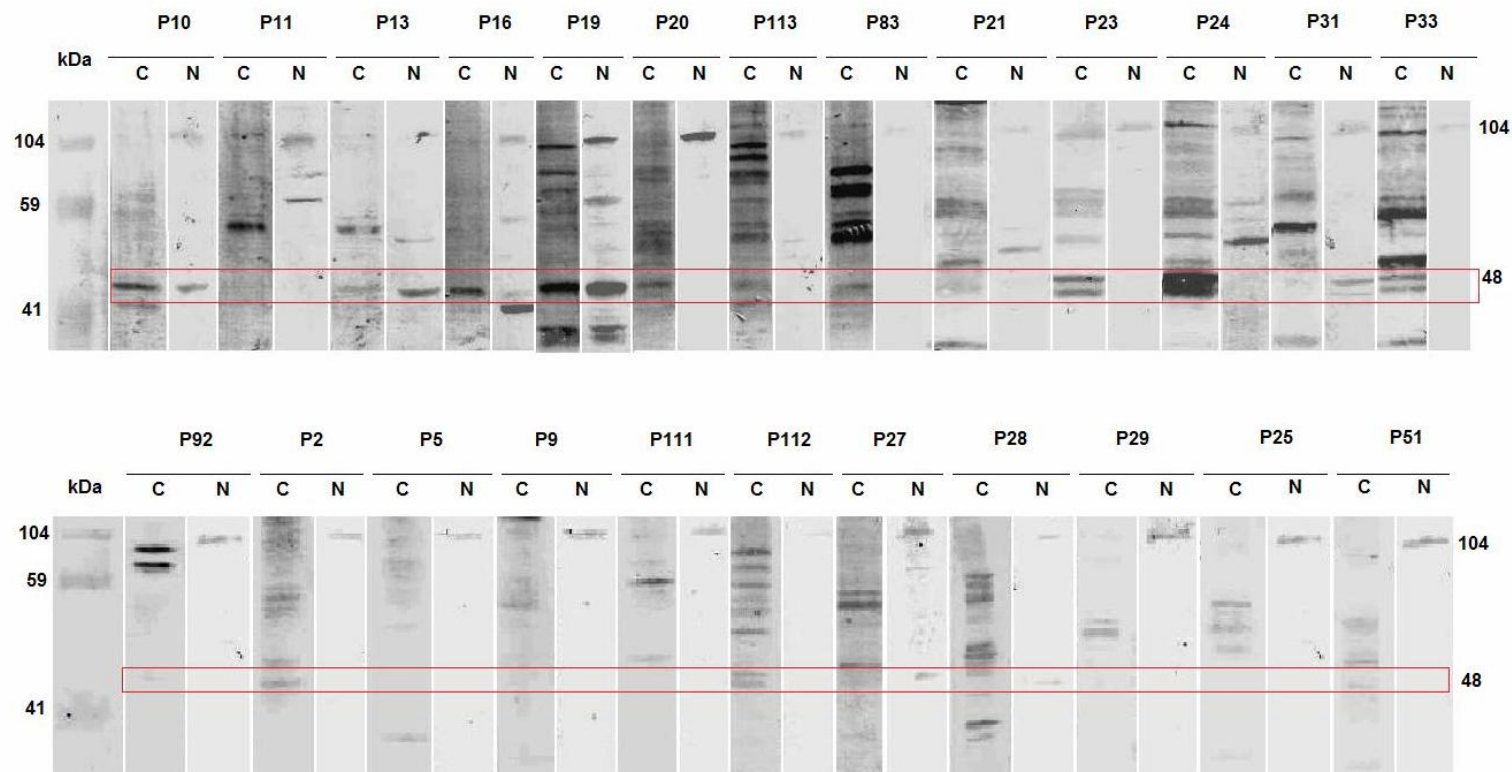 P10 P11 P13 P16 P19 P20 P113 P83 P21 P23 P24 P31 P33
kDa C N C N C N C N C N C N C N C N C N C N C N C N C N
104 104
59
48
41
P92 P2 P5 P9 P111 P112 P27 P28 P29 P25 P51
kDa C N C N C N C N C N C N C N C N C N C N C N
104 104
59
48
41